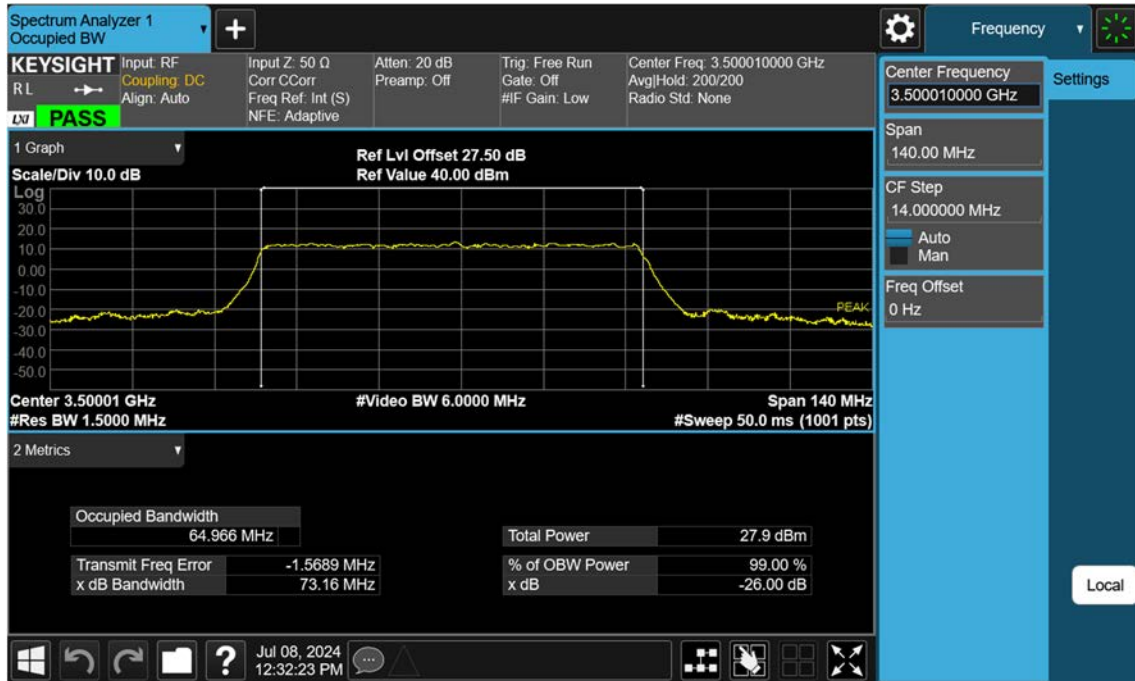 Spectrum Analyzer 1
Occupied BW
+
Frequency
KEYSIGHT
R L
LXI
PASS
Input: RF
Coupling: DC
Align: Auto
Input Z: 50 Ω
Corr CCorr
Freq Ref: Int (S)
NFE: Adaptive
Atten: 20 dB
Preamp: Off
Trig: Free Run
Gate: Off
#IF Gain: Low
Center Freq: 3.500010000 GHz
Avg|Hold: 200/200
Radio Std: None
Center Frequency
3.500010000 GHz
Settings
Span
140.00 MHz
CF Step
14.000000 MHz
Auto
Man
Freq Offset
0 Hz
Local
1 Graph
Scale/Div 10.0 dB
Ref Lvl Offset 27.50 dB
Ref Value 40.00 dBm
Log
30.0
20.0
10.0
0.00
-10.0
-20.0
-30.0
-40.0
-50.0
PEAK
Center 3.50001 GHz
#Video BW 6.0000 MHz
Span 140 MHz
#Res BW 1.5000 MHz
#Sweep 50.0 ms (1001 pts)
2 Metrics
Occupied Bandwidth
64.966 MHz
Total Power 27.9 dBm
Transmit Freq Error -1.5689 MHz
% of OBW Power 99.00 %
x dB Bandwidth 73.16 MHz
x dB -26.00 dB
?
Jul 08, 2024
12:32:23 PM